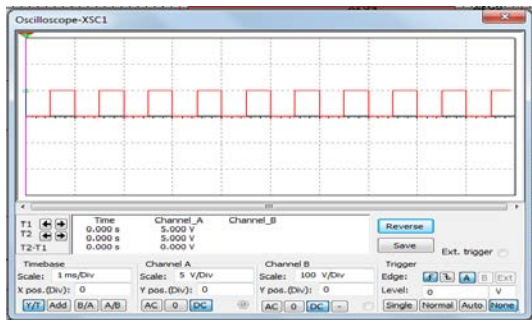 Oscilloscope-XSC1
Time Channel_A Channel_B
T1 0.000 s 5.000 V
T2 0.000 s 5.000 V
T2-T1 0.000 s 0.000 V
Reverse
Save
Ext. trigger
Timebase
Scale: 1 ms/Div
X pos.(Div): 0
Y/T Add B/A A/B
Channel A
Scale: 5 V/Div
Y pos.(Div): 0
AC 0 DC
Channel B
Scale: 100 V/Div
Y pos.(Div): 0
AC 0 DC -
Trigger
Edge: A B Ext
Level: 0 V
Single Normal Auto None